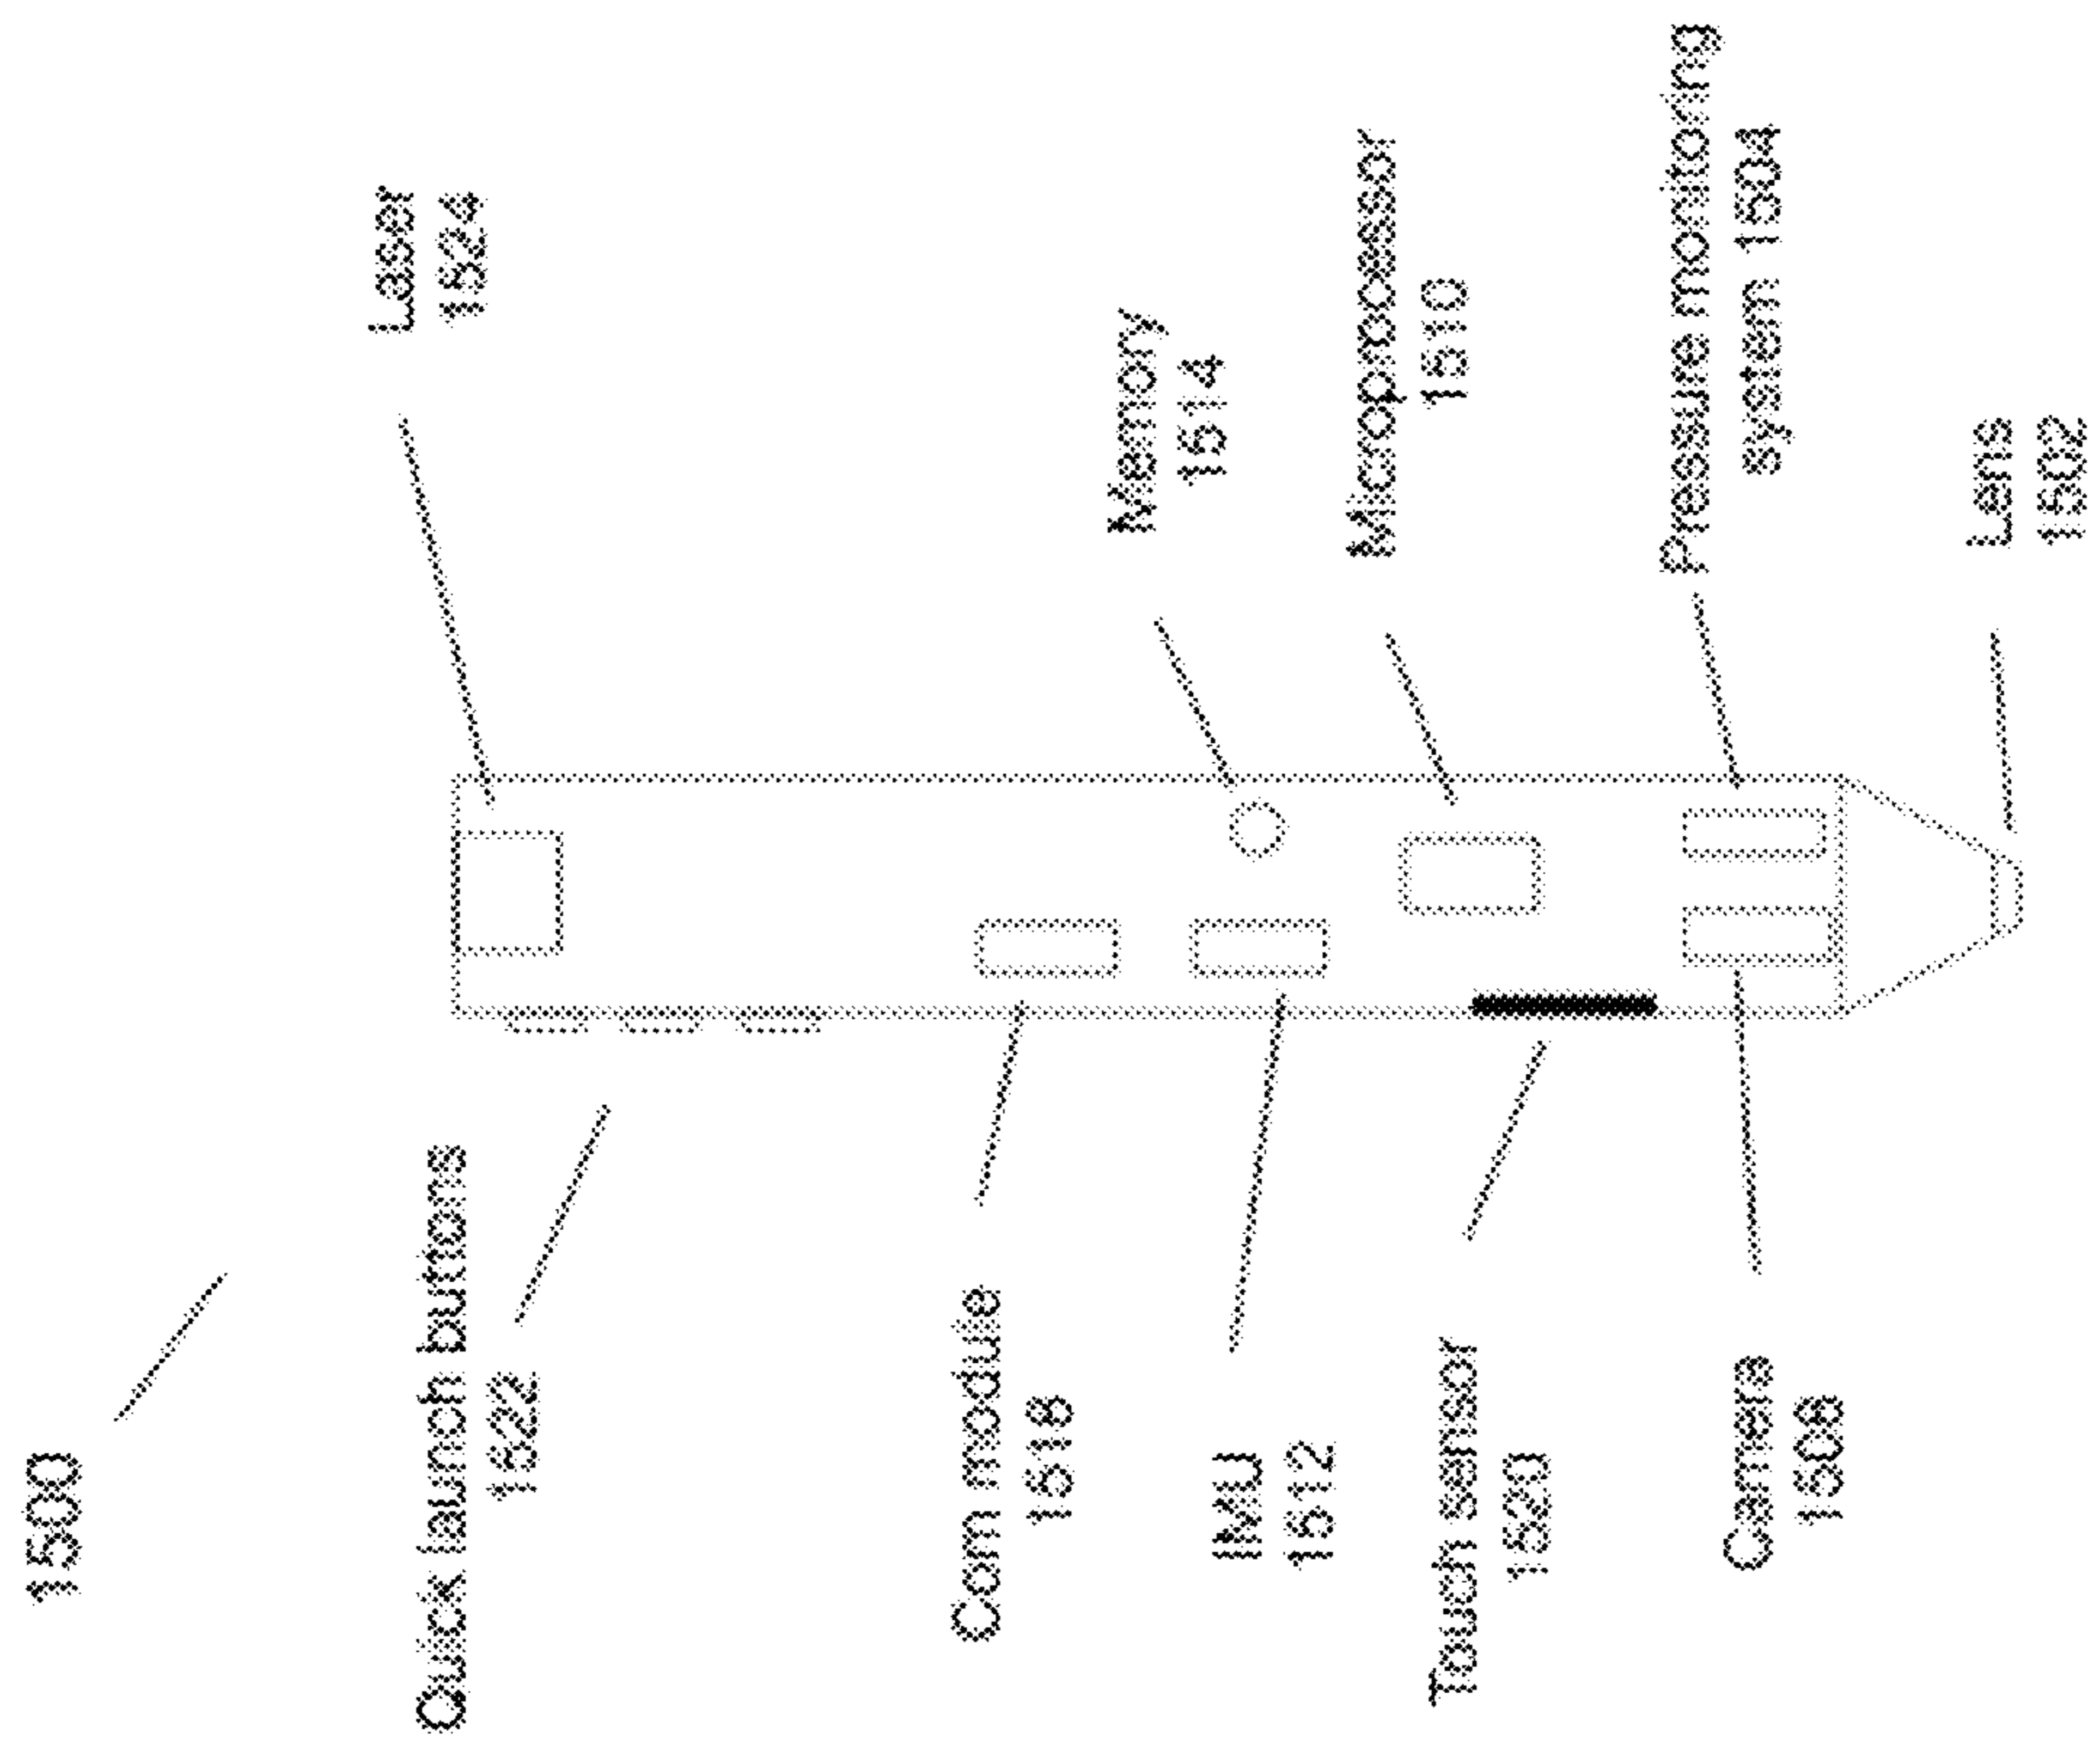 1500
Laser
1524
Quick launch buttons
1522
Com module
1518
Memory
1514
IMU
1512
Microprocessor
1510
Touch sensor
1520
Pressure monitoring
system 1504
Camera
1508
Lens
1502